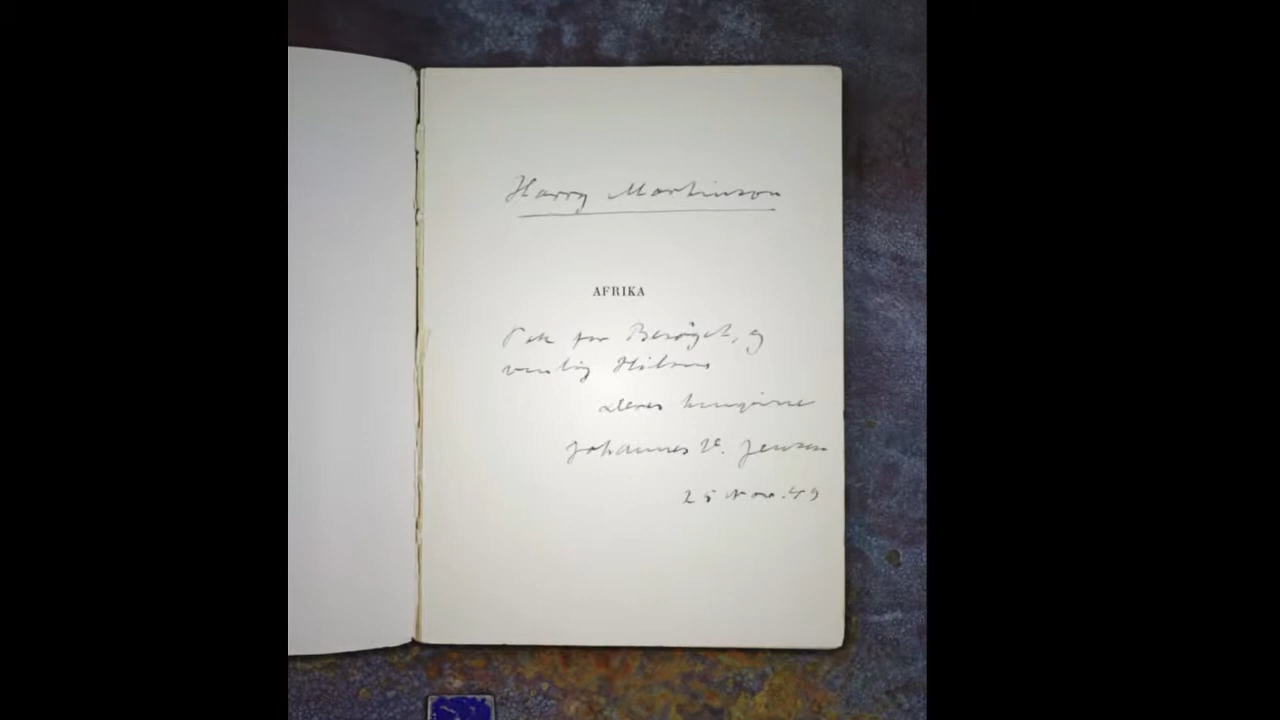 Harry Martinson
AFRIKA
Tak for Besøget, og
venlig Hilsen
Deres hengivne
Johannes V. Jensen
25 Nov. 49